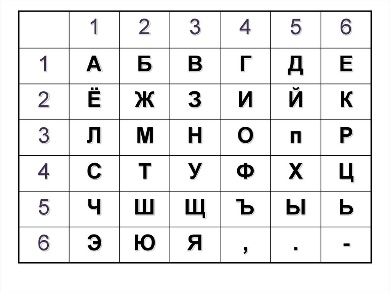 1 2 3 4 5 6
1 А Б В Г Д Е
2 Ё Ж З И Й К
3 Л М Н О п Р
4 С Т У Ф Х Ц
5 Ч Ш Щ Ъ Ы Ь
6 Э Ю Я , . -